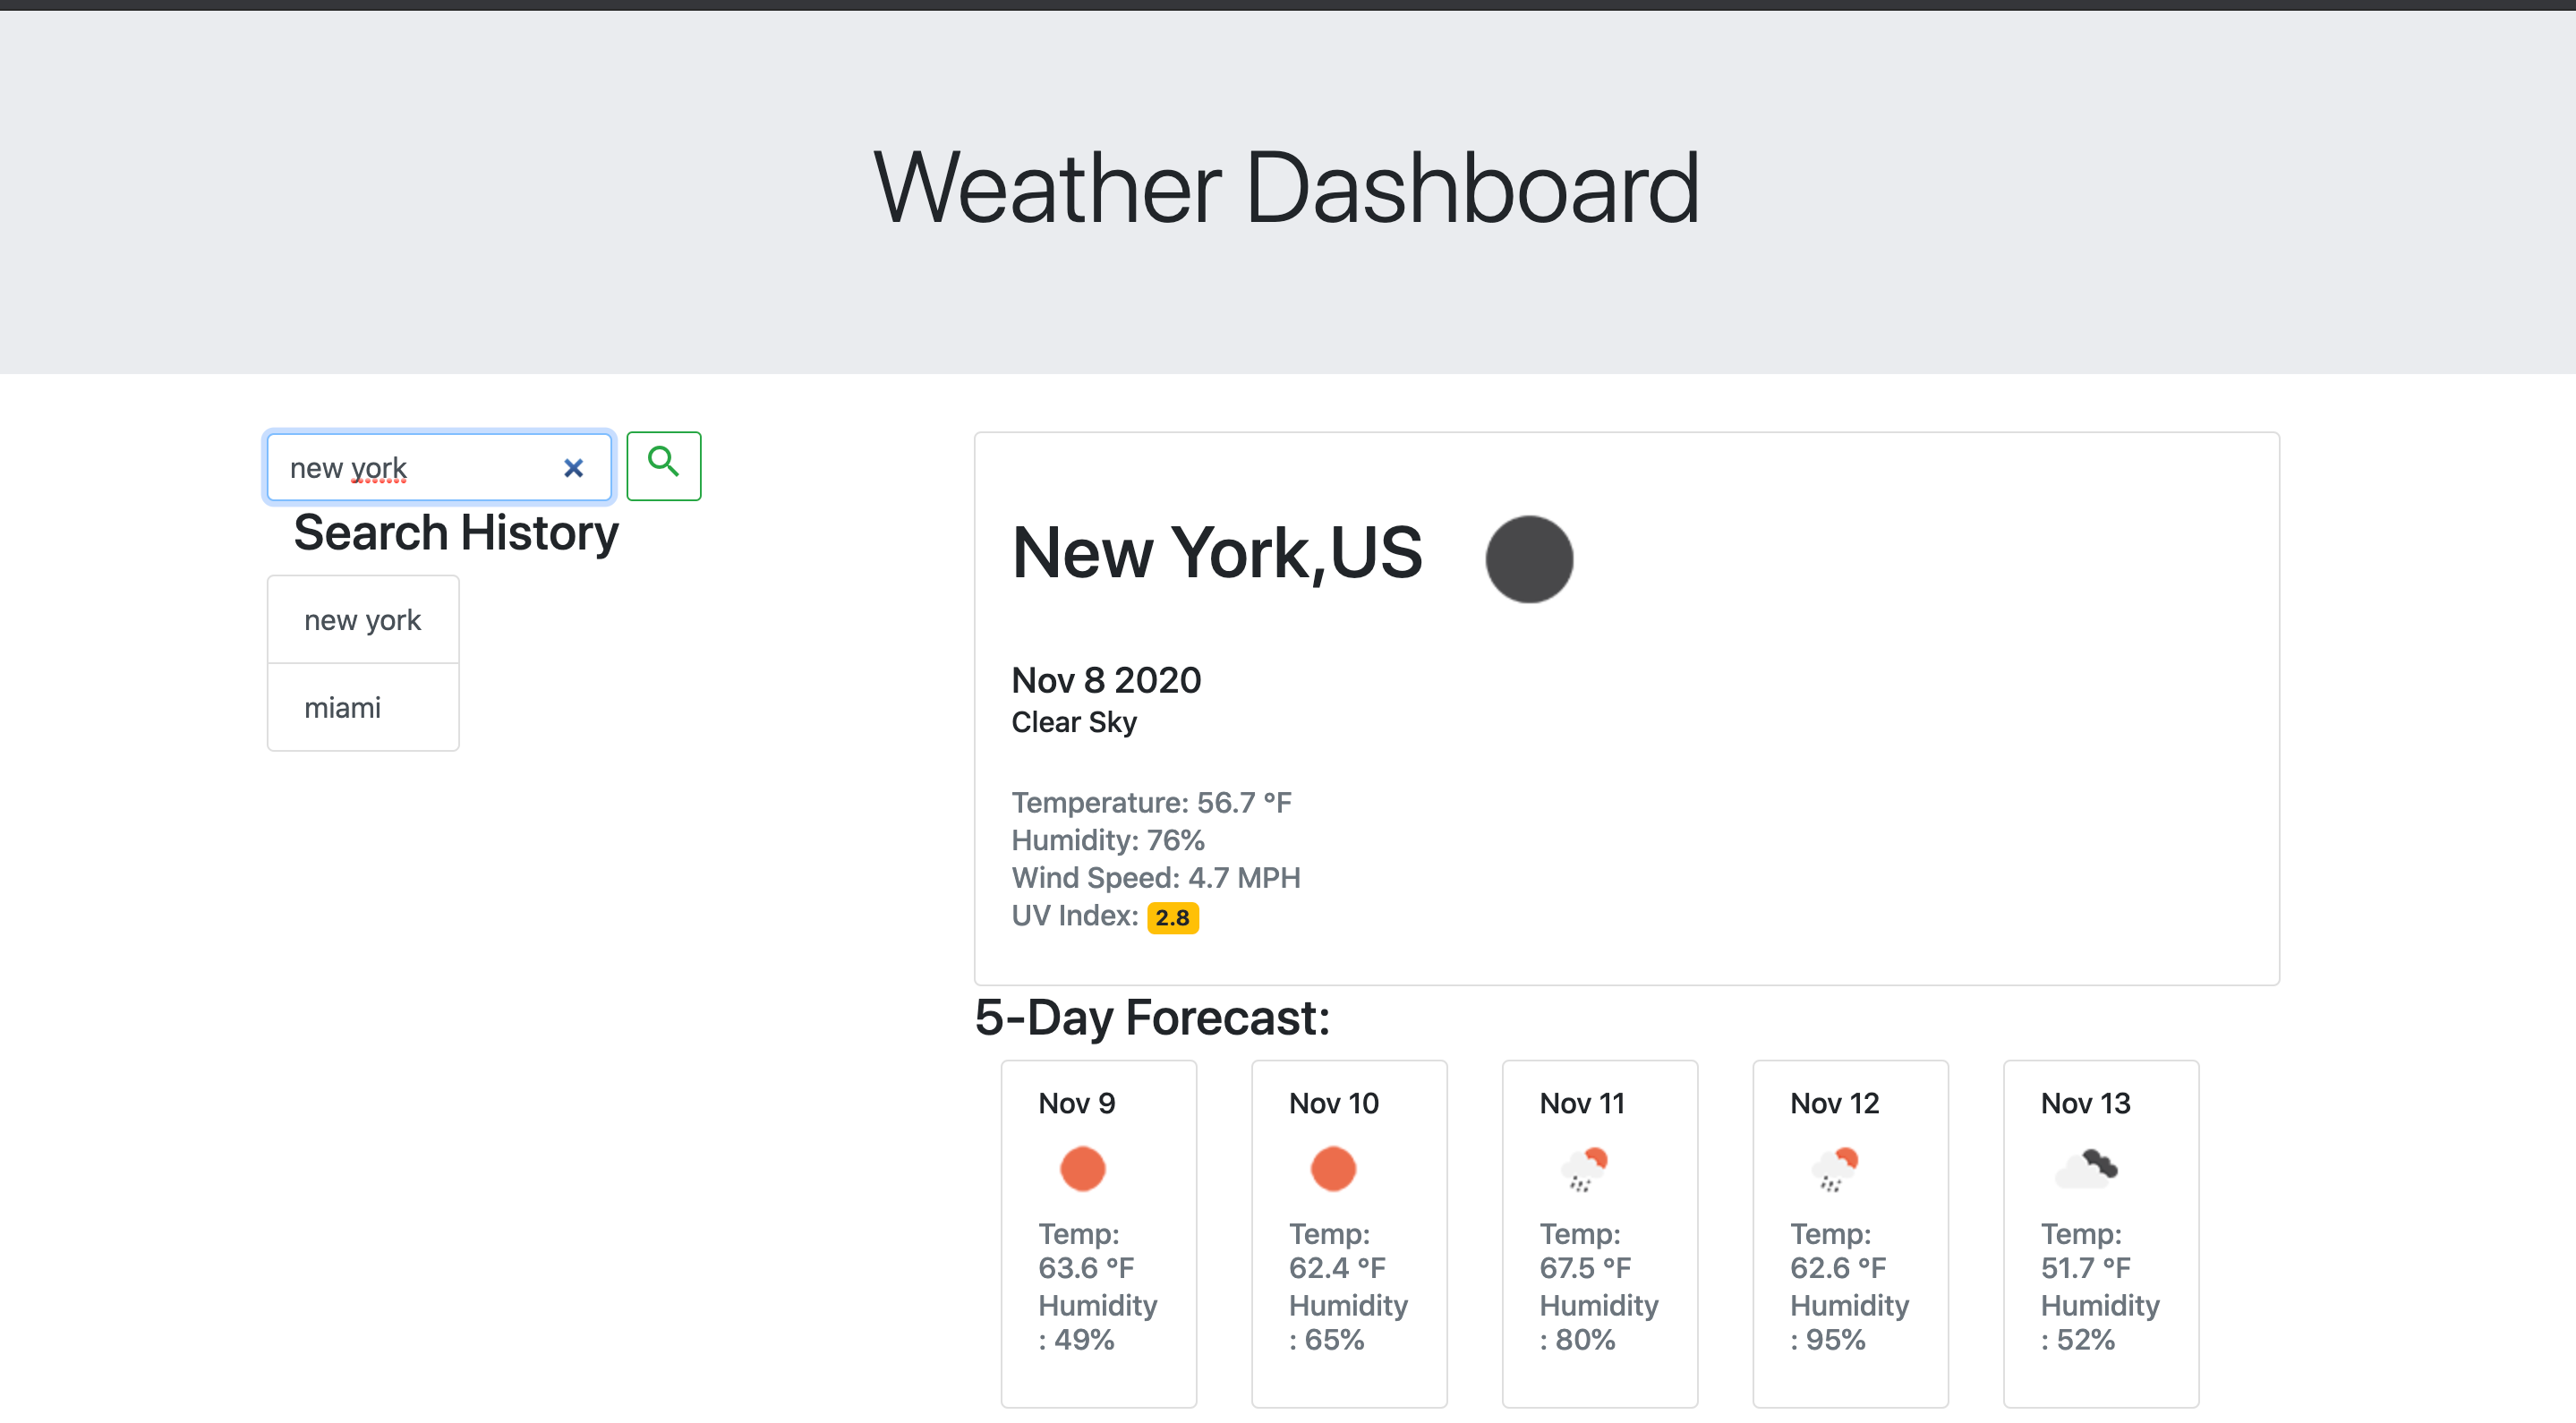 Weather Dashboard
new york
Search History
new york
miami
New York,US
Nov 8 2020
Clear Sky
Temperature: 56.7 °F
Humidity: 76%
Wind Speed: 4.7 MPH
UV Index: 2.8
5-Day Forecast:
Nov 9
Temp:
63.6 °F
Humidity
: 49%
Nov 10
Temp:
62.4 °F
Humidity
: 65%
Nov 11
Temp:
67.5 °F
Humidity
: 80%
Nov 12
Temp:
62.6 °F
Humidity
: 95%
Nov 13
Temp:
51.7 °F
Humidity
: 52%